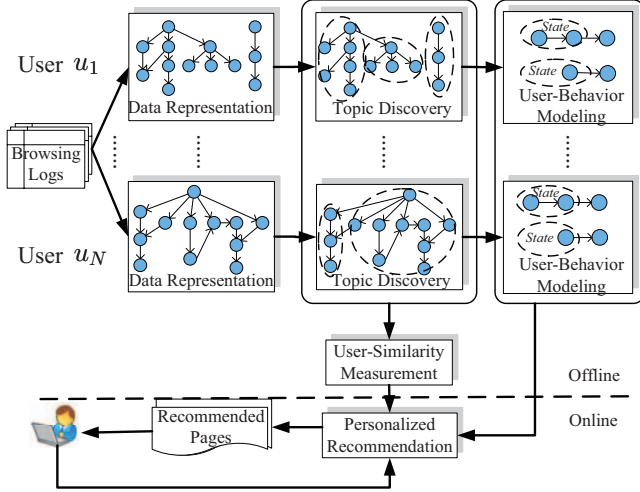 State
State
User u1
Data Representation
Topic Discovery
User-Behavior
Modeling
Browsing
Logs
State
State
User uN
Data Representation
Topic Discovery
User-Behavior
Modeling
User-Similarity
Measurement
Offline
Online
Recommended
Pages
Personalized
Recommendation